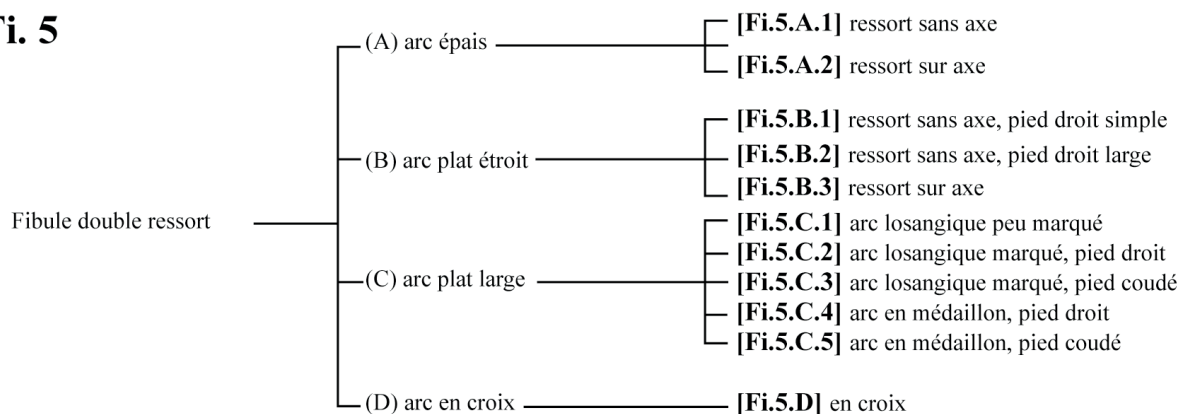 Fi. 5
Fibule double ressort
(A) arc épais
[Fi.5.A.1] ressort sans axe
[Fi.5.A.2] ressort sur axe
(B) arc plat étroit
[Fi.5.B.1] ressort sans axe, pied droit simple
[Fi.5.B.2] ressort sans axe, pied droit large
[Fi.5.B.3] ressort sur axe
(C) arc plat large
[Fi.5.C.1] arc losangique peu marqué
[Fi.5.C.2] arc losangique marqué, pied droit
[Fi.5.C.3] arc losangique marqué, pied coudé
[Fi.5.C.4] arc en médaillon, pied droit
[Fi.5.C.5] arc en médaillon, pied coudé
(D) arc en croix
[Fi.5.D] en croix